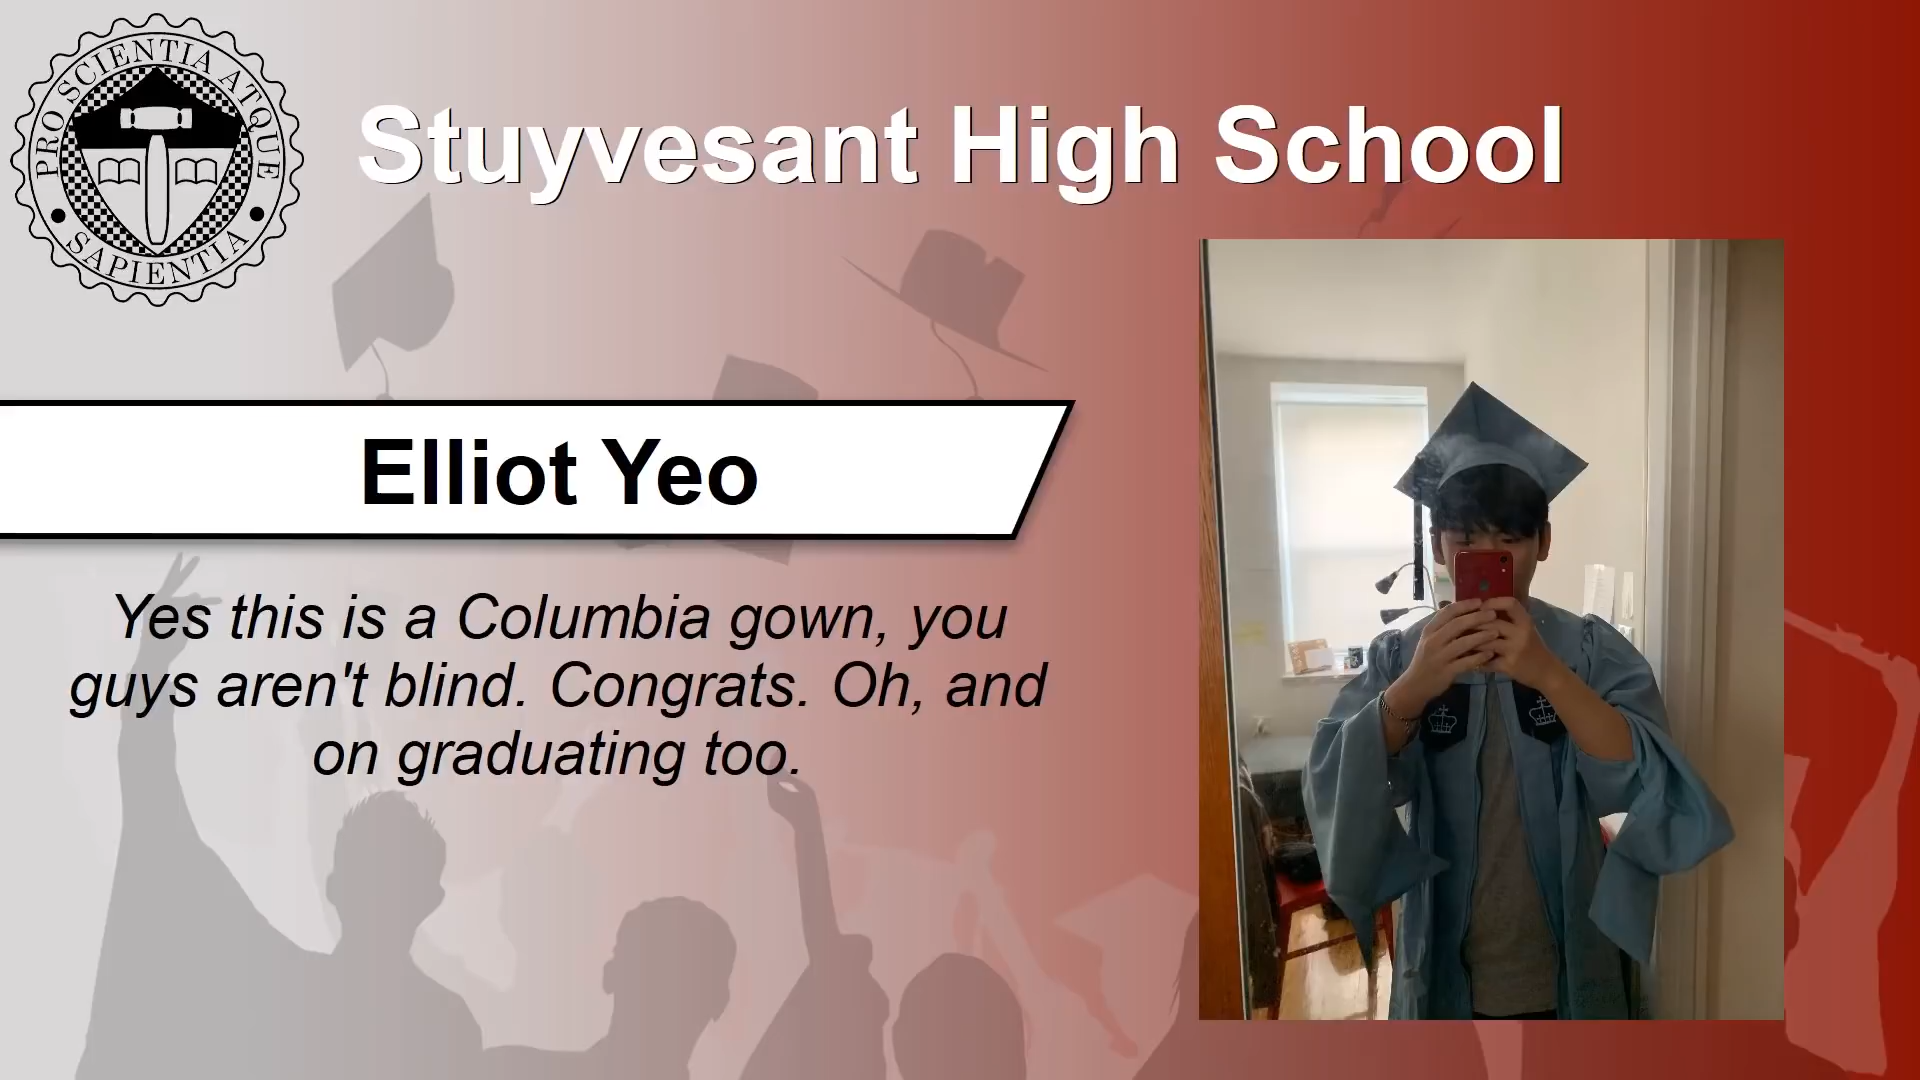 PRO SCIENTIA ATQUE
SAPIENTIA
Stuyvesant High School
Elliot Yeo
Yes this is a Columbia gown, you
guys aren't blind. Congrats. Oh, and
on graduating too.